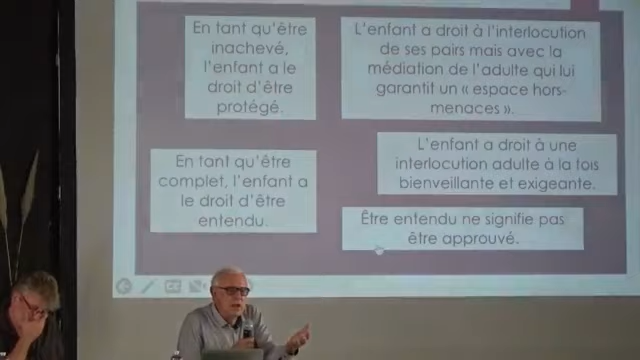 En tant qu'être
inachevé,
l'enfant a le
droit d'être
protégé.
L'enfant a droit à l'interlocution
de ses pairs mais avec la
médiation de l'adulte qui lui
garantit un « espace hors-
menaces ».
L'enfant a droit à une
interlocution adulte à la fois
bienveillante et exigeante.
En tant qu'être
complet, l'enfant a
le droit d'être
entendu.
Être entendu ne signifie pas
être approuvé.